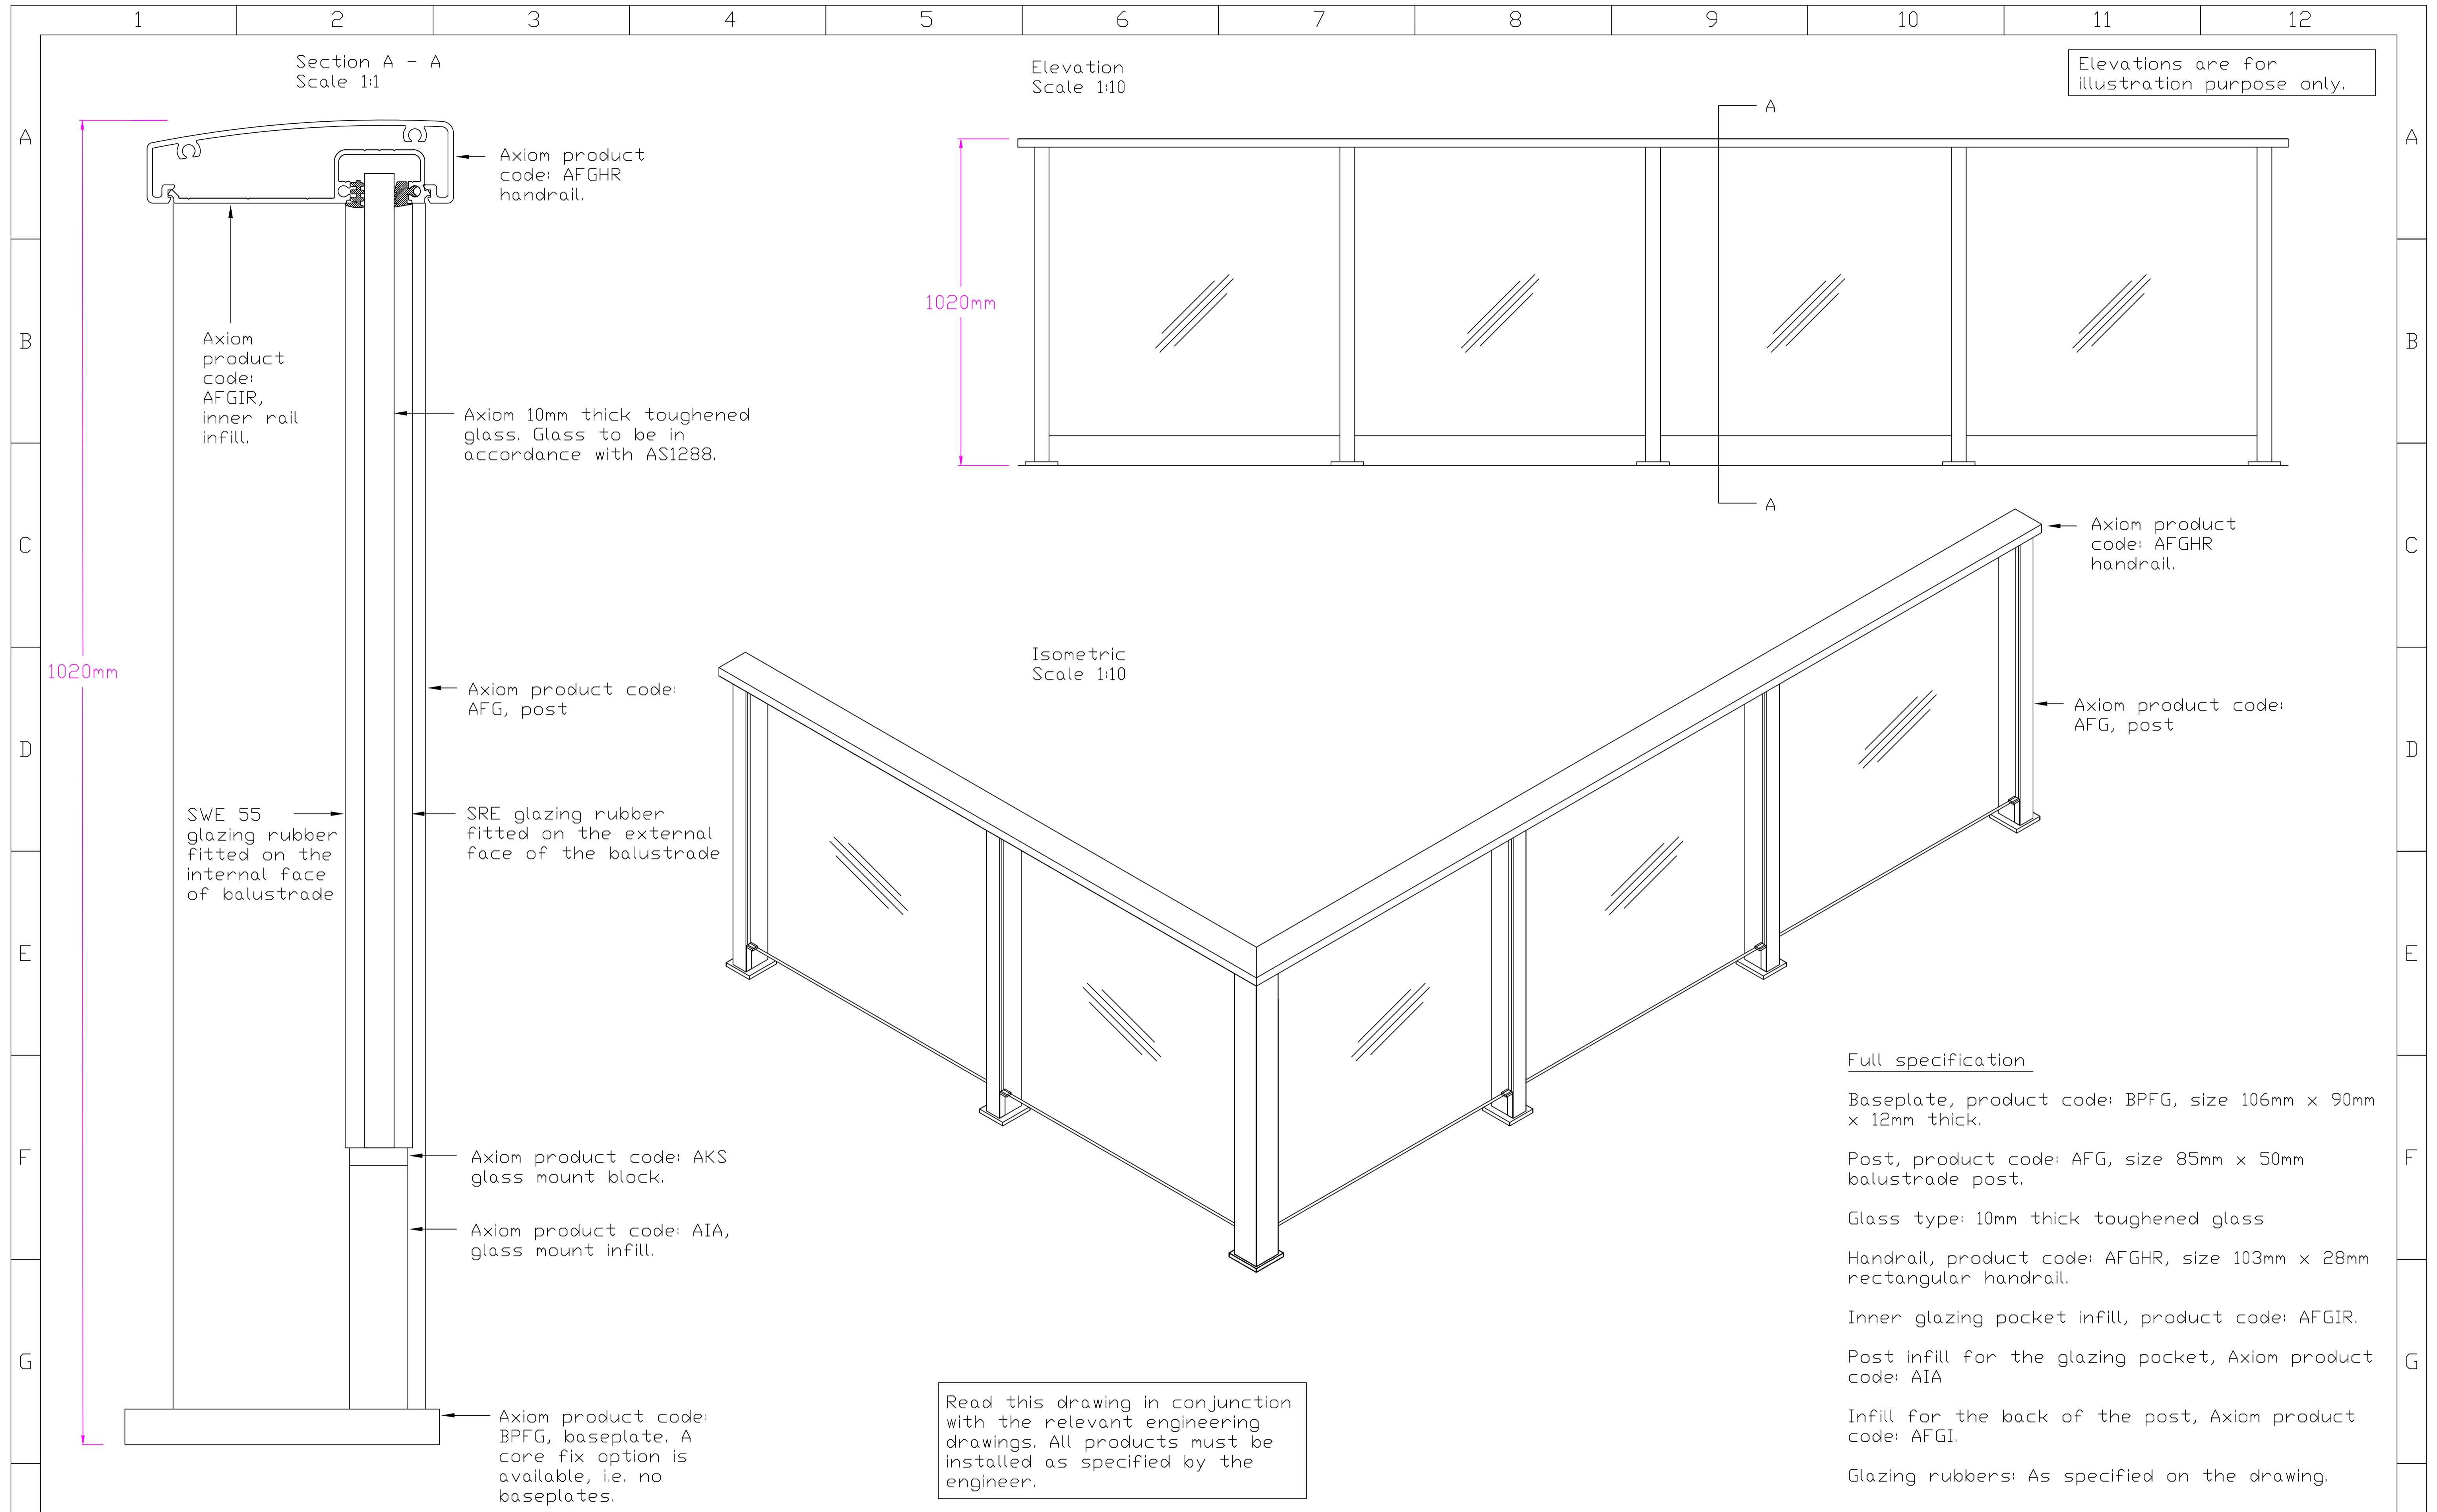 1 2 3 4 5 6 7 8 9 10 11 12
Section A - A
Scale 1:1
Elevation
Scale 1:10
Elevations are for
illustration purpose only.
A
A
A
Axiom product
code: AFGHR
handrail.
1020mm
B
B
Axiom
product
code:
AFGIR,
inner rail
infill.
Axiom 10mm thick toughened
glass. Glass to be in
accordance with AS1288.
A
C
C
Axiom product
code: AFGHR
handrail.
Isometric
Scale 1:10
1020mm
Axiom product code:
AFG, post
Axiom product code:
AFG, post
D
D
SWE 55
glazing rubber
fitted on the
internal face
of balustrade
SRE glazing rubber
fitted on the external
face of the balustrade
E
E
Full specification
Baseplate, product code: BPFG, size 106mm x 90mm
x 12mm thick.
F
F
Axiom product code: AKS
glass mount block.
Post, product code: AFG, size 85mm x 50mm
balustrade post.
Axiom product code: AIA,
glass mount infill.
Glass type: 10mm thick toughened glass
Handrail, product code: AFGHR, size 103mm x 28mm
rectangular handrail.
Inner glazing pocket infill, product code: AFGIR.
G
G
Post infill for the glazing pocket, Axiom product
code: AIA
Axiom product code:
BPFG, baseplate. A
core fix option is
available, i.e. no
baseplates.
Read this drawing in conjunction
with the relevant engineering
drawings. All products must be
installed as specified by the
engineer.
Infill for the back of the post, Axiom product
code: AFGI.
Glazing rubbers: As specified on the drawing.